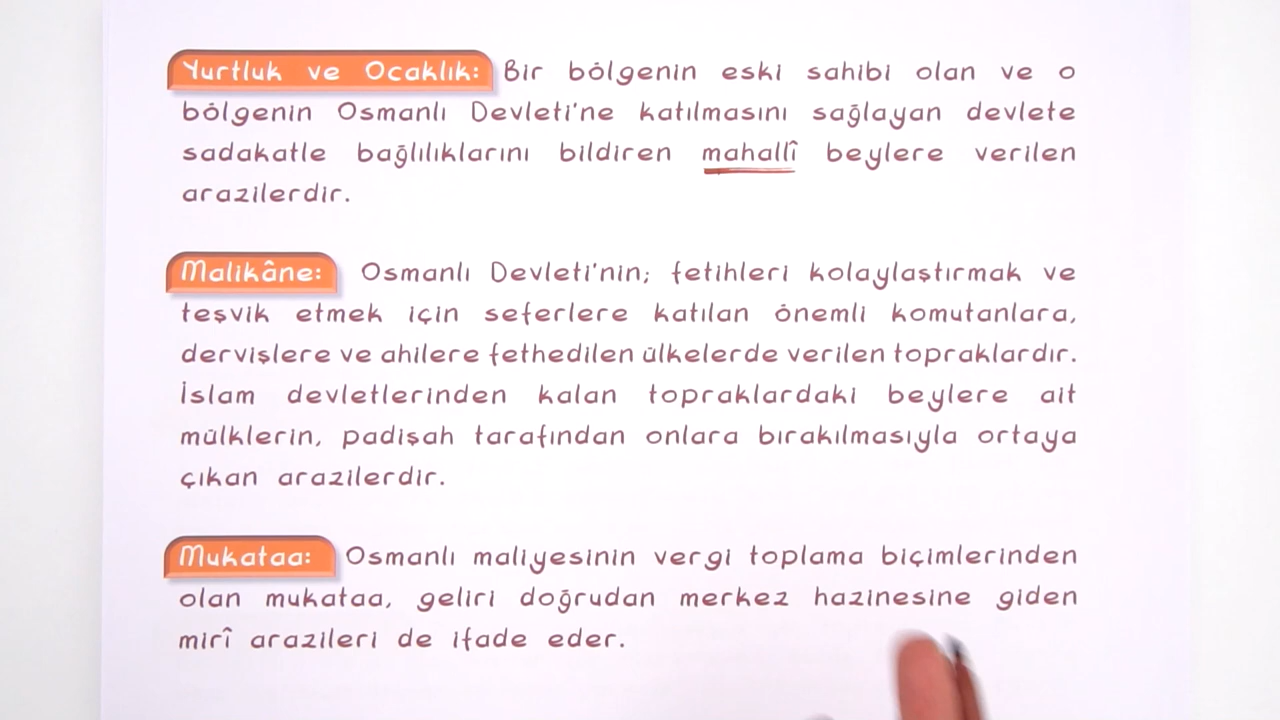 Yurtluk ve Ocaklık: Bir bölgenin eski sahibi olan ve o
bölgenin Osmanlı Devleti'ne katılmasını sağlayan devlete
sadakatle bağlılıklarını bildiren mahallî beylere verilen
arazilerdir.
Malikâne: Osmanlı Devleti'nin; fetihleri kolaylaştırmak ve
teşvik etmek için seferlere katılan önemli komutanlara,
dervişlere ve ahilere fethedilen ülkelerde verilen topraklardır.
İslam devletlerinden kalan topraklardaki beylere ait
mülklerin, padişah tarafından onlara bırakılmasıyla ortaya
çıkan arazilerdir.
Mukataa: Osmanlı maliyesinin vergi toplama biçimlerinden
olan mukataa, geliri doğrudan merkez hazinesine giden
mirî arazileri de ifade eder.